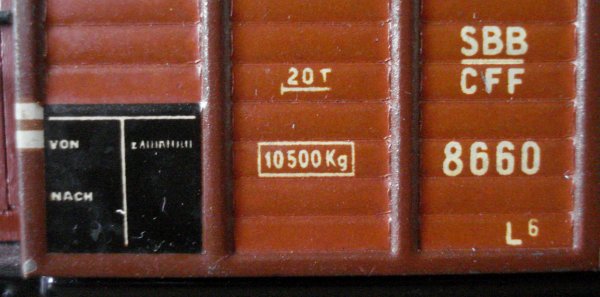 VON
NACH
20T
10500Kg
SBB
CFF
8660
L6